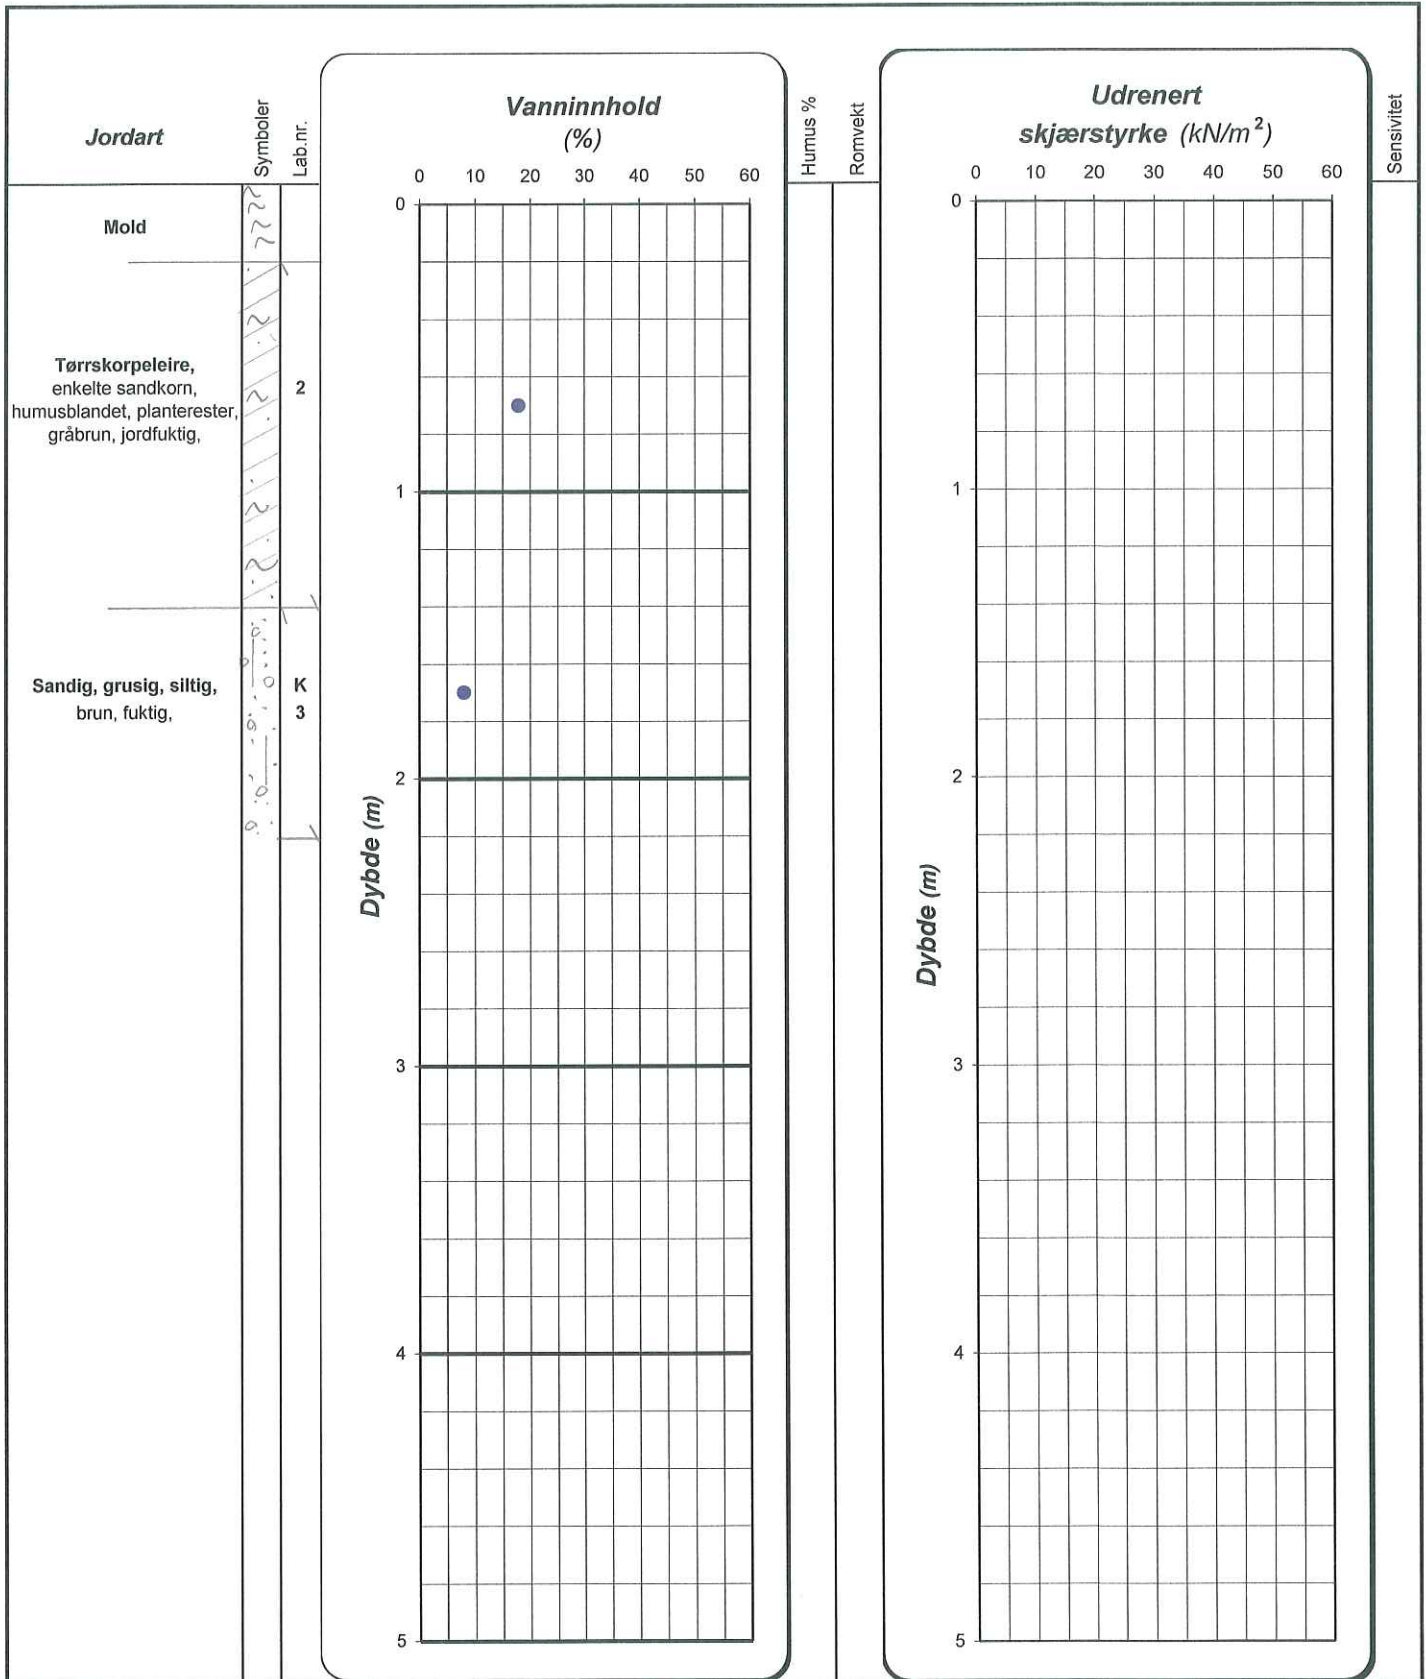 Jordart
Symboler
Lab.nr.
Vanninnhold
(%)
0 10 20 30 40 50 60
Humus %
Romvekt
Udrenert
skjærstyrke (kN/m²)
0 10 20 30 40 50 60
Sensivitet
Mold
Tørrskorpeleire,
enkelte sandkorn,
humusblandet, planterester,
gråbrun, jordfuktig,
2
Sandig, grusig, siltig,
brun, fuktig,
K
3
Dybde (m)
0
1
2
3
4
5
Dybde (m)
0
1
2
3
4
5